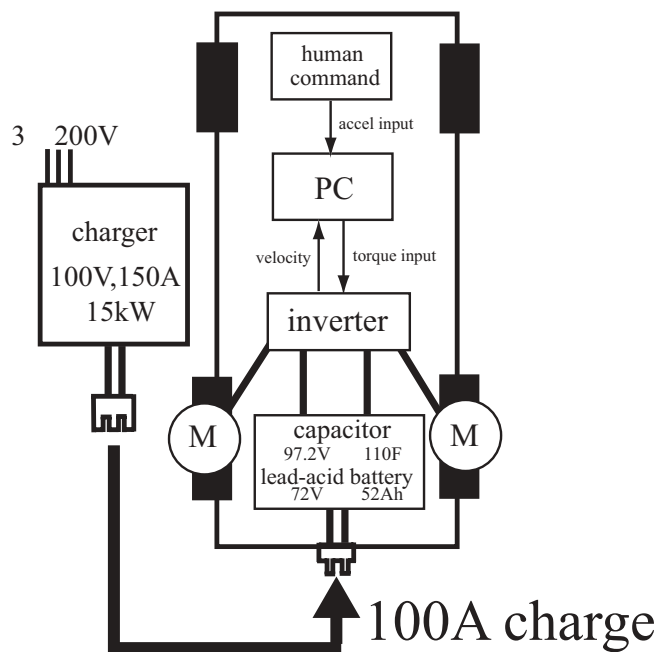 human
command
accel input
3 200V
PC
charger
100V,150A
15kW
velocity torque input
inverter
M
M
capacitor
97.2V 110F
lead-acid battery
72V 52Ah
100A charge